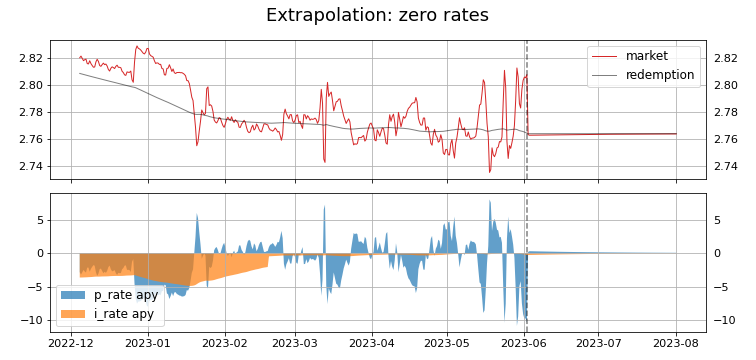 Extrapolation: zero rates
2.82 2.82
2.80 2.80
2.78 2.78
2.76 2.76
2.74 2.74
market
redemption
5 5
0 0
−5 −5
−10 −10
p_rate apy
i_rate apy
2022-12 2023-01 2023-02 2023-03 2023-04 2023-05 2023-06 2023-07 2023-08